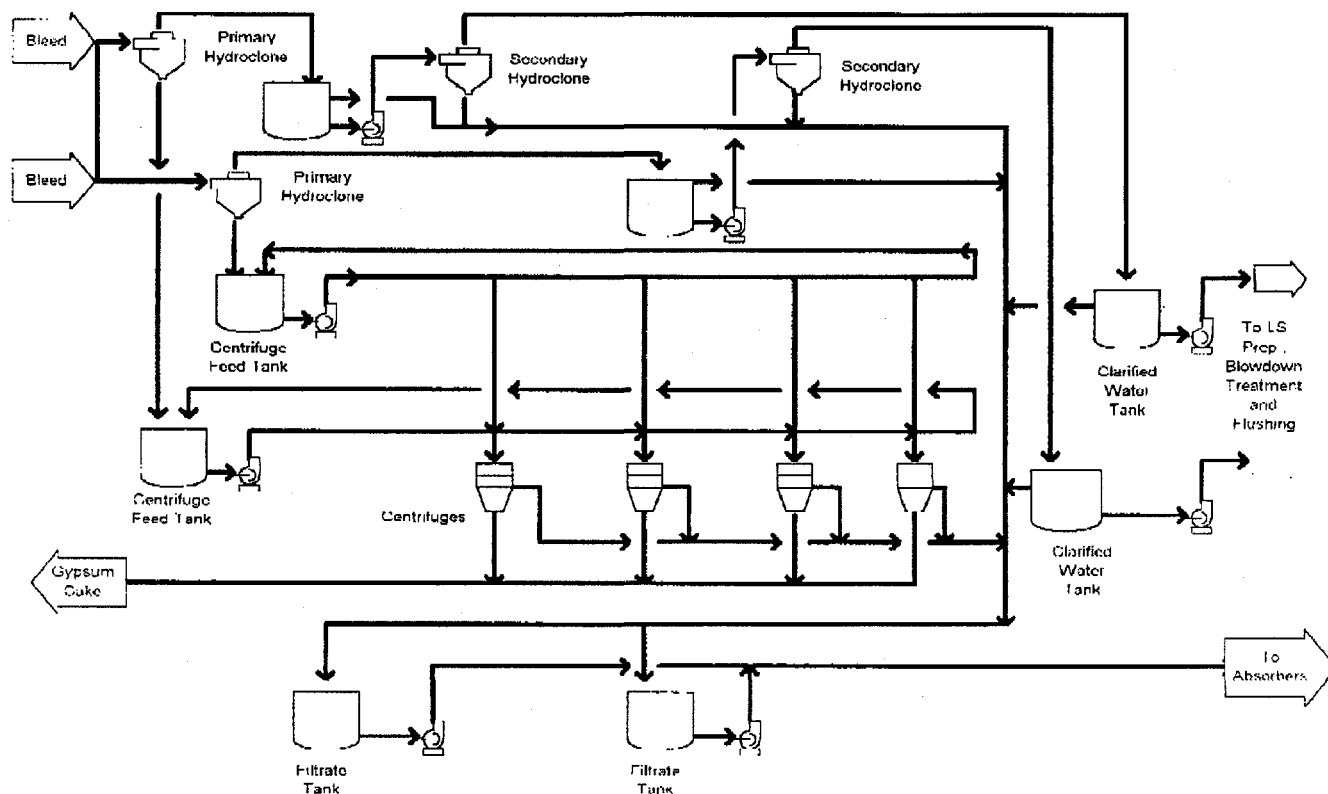 Bleed
Primary
Hydroclone
Secondary
Hydroclone
Secondary
Hydroclone
Bleed
Primary
Hydroclone
Centrifuge
Feed Tank
Clarified
Water
Tank
To LS
Prep.,
Blowdown
Treatment
and
Flushing
Centrifuge
Feed Tank
Centrifuges
Clarified
Water
Tank
Gypsum
Cake
To
Absorbers
Filtrate
Tank
Filtrate
Tank